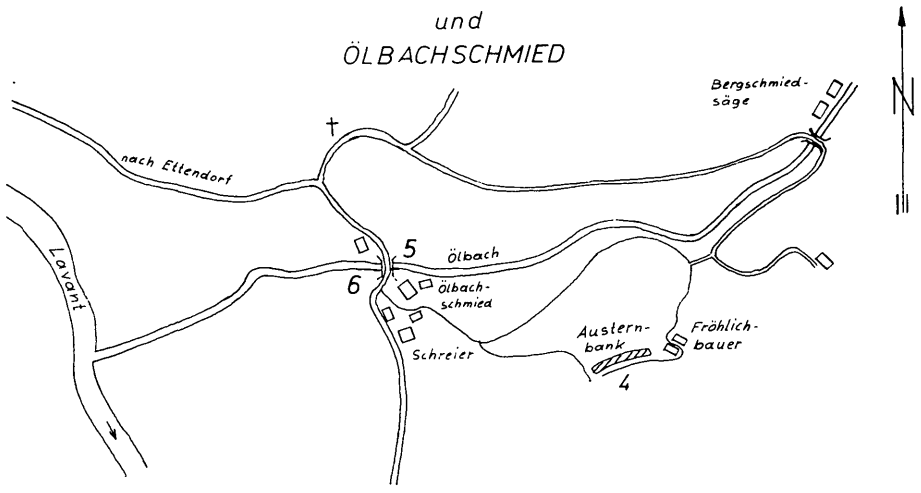 und
ÖLBACHSCHMIED
Bergschmied-
säge
N
nach Ettendorf
Lavant
5
Ölbach
6
Ölbach-
schmied
Schreier
Austern-
bank
4
Fröhlich-
bauer